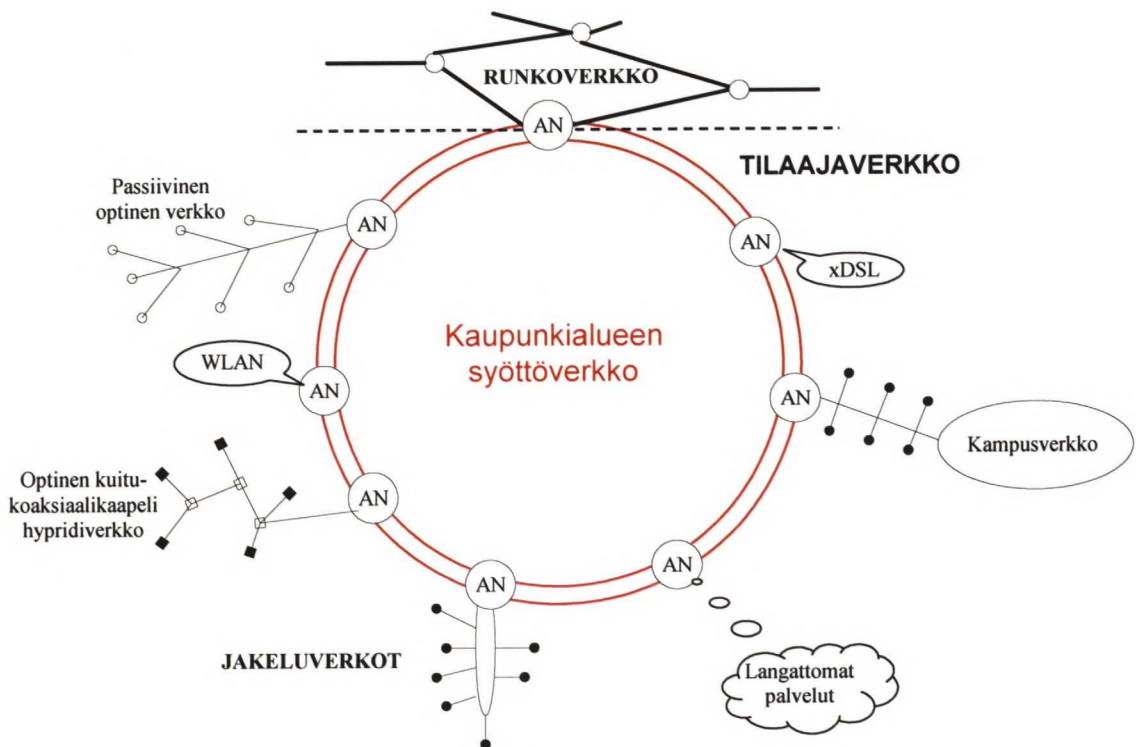 RUNKOVERKKO
AN
TILAAJAVERKKO
Passiivinen
optinen verkko
AN
AN
xDSL
Kaupunkialueen
syöttöverkko
WLAN
AN
AN
Kampusverkko
Optinen kuitu-
koaksiaalikaapeli
hypridiverkko
AN
AN
AN
JAKELUVERKOT
Langattomat
palvelut